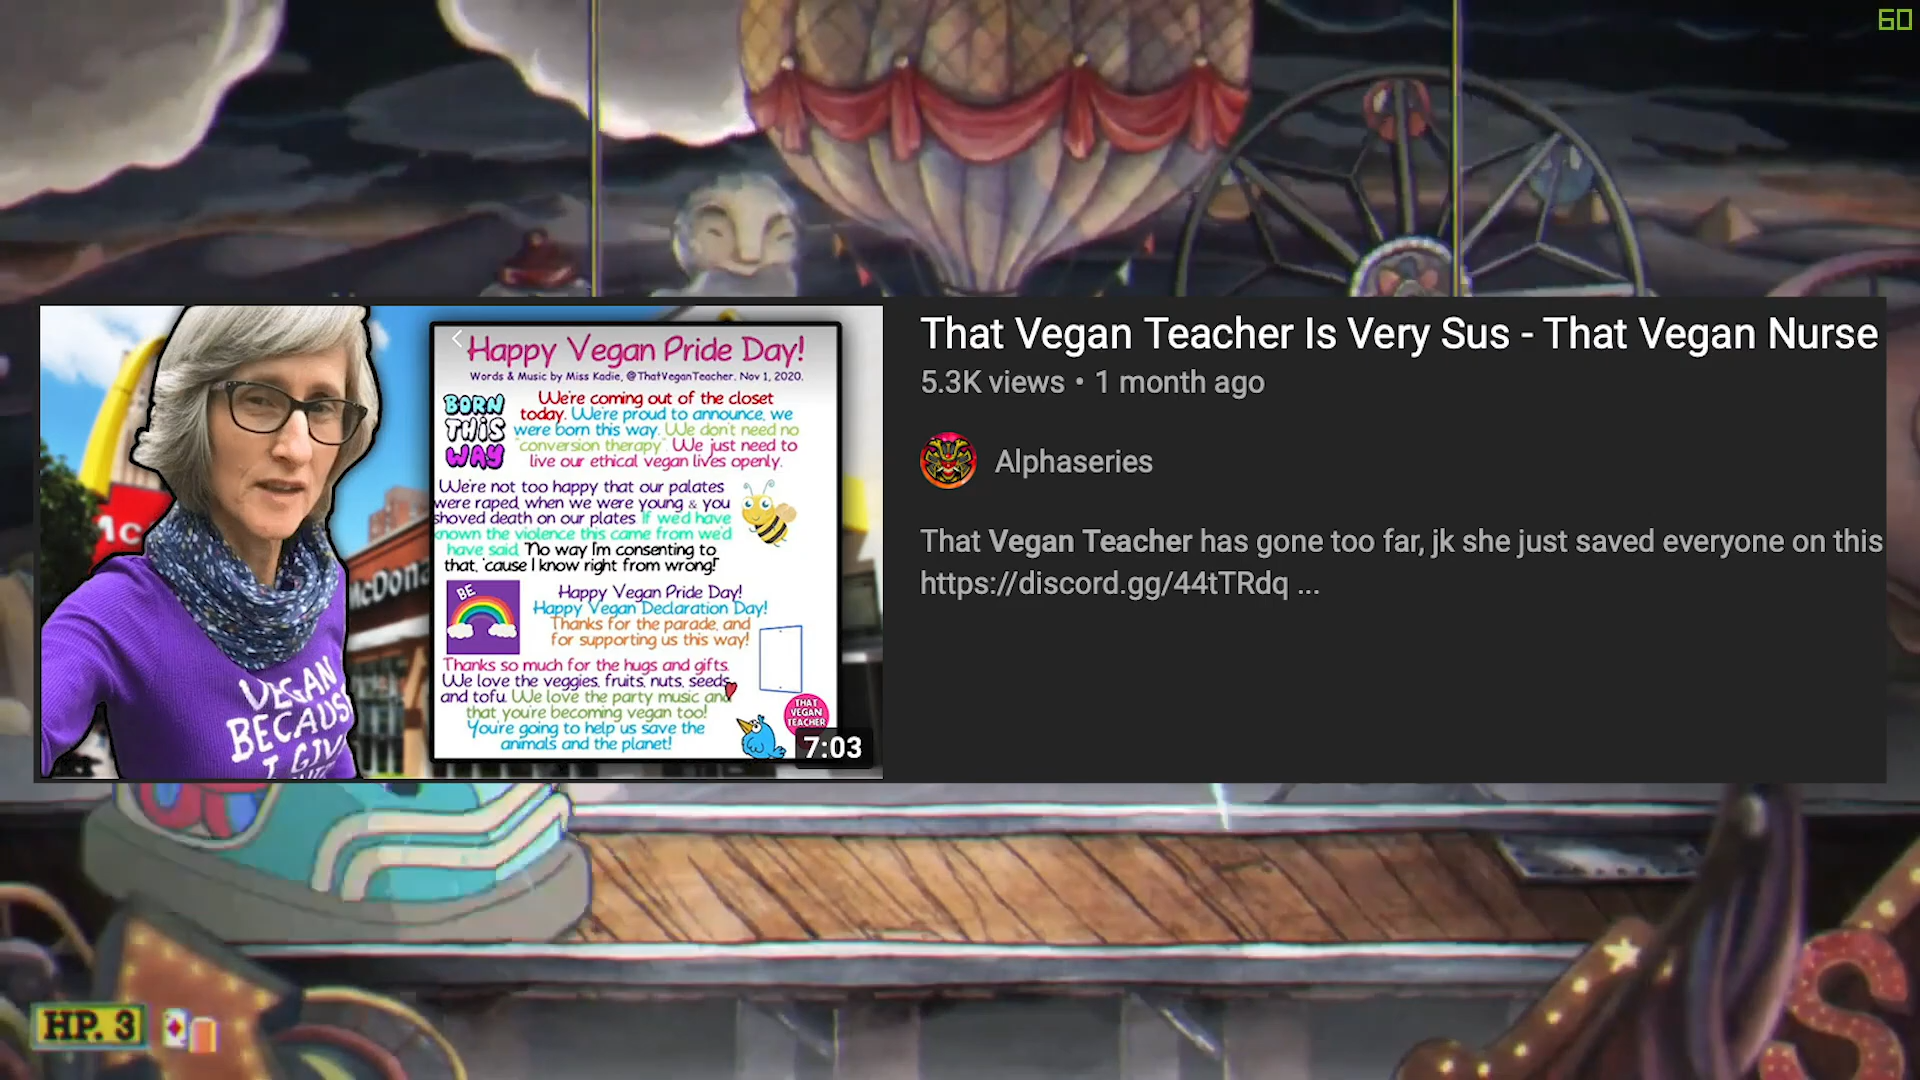 60
That Vegan Teacher Is Very Sus - That Vegan Nurse
5.3K views • 1 month ago
Alphaseries
That Vegan Teacher has gone too far, jk she just saved everyone on this
https://discord.gg/44tTRdq ...
Mc
McDona
VEGAN
BECAUS
I GIV
Happy Vegan Pride Day!
Words & Music by Miss Kadie, @ThatVeganTeacher. Nov 1, 2020.
BORN
THIS
WAY
We're coming out of the closet
today. We're proud to announce, we
were born this way. We don't need no
"conversion therapy". We just need to
live our ethical vegan lives openly.
We're not too happy that our palates
were raped when we were young & you
shoved death on our plates. If we'd have
known the violence this came from we'd
have said, "No way I'm consenting to
that, 'cause I know right from wrong!"
BE
Happy Vegan Pride Day!
Happy Vegan Declaration Day!
Thanks for the parade, and
for supporting us this way!
Thanks so much for the hugs and gifts.
We love the veggies, fruits, nuts, seeds,
and tofu. We love the party music and
that you're becoming vegan too!
You're going to help us save the
animals and the planet!
THAT
VEGAN
TEACHER
7:03
HP. 3
S